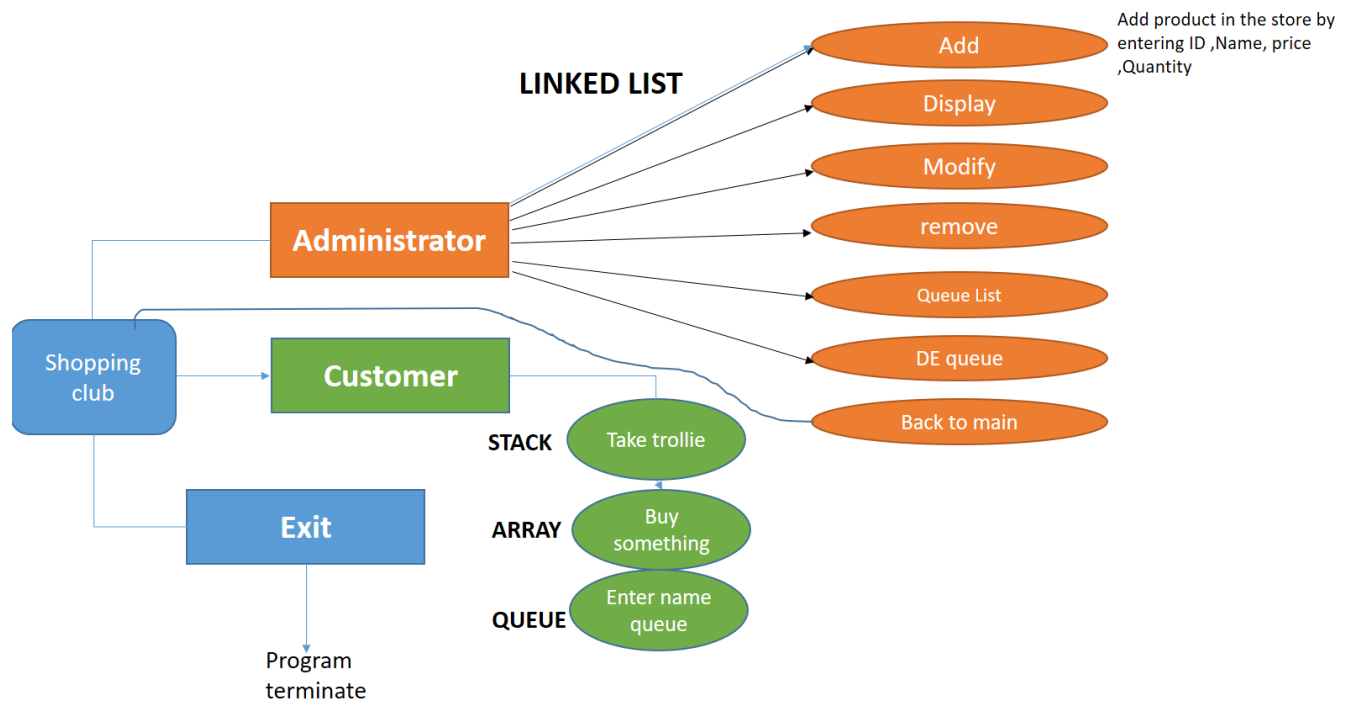 Add product in the store by
entering ID ,Name, price
,Quantity
Add
LINKED LIST
Display
Modify
remove
Administrator
Queue List
Shopping
club
DE queue
Customer
Back to main
STACK
Take trollie
ARRAY
Buy
something
Exit
QUEUE
Enter name
queue
Program
terminate